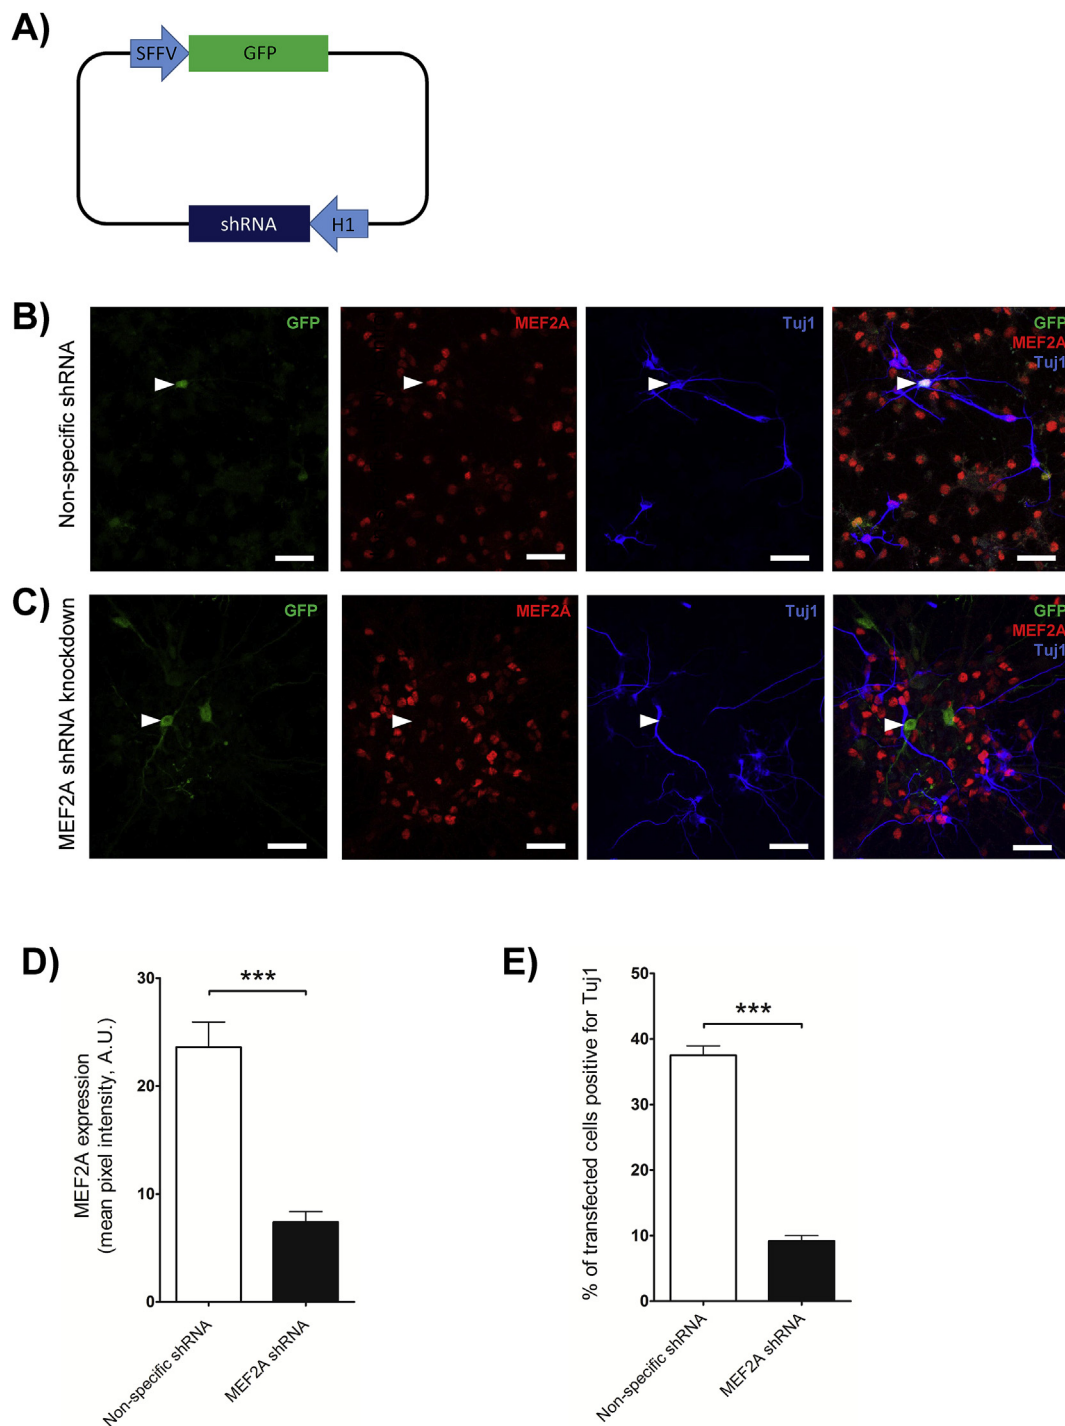 A)
SFFV
GFP
shRNA
H1
B)
Non-specific shRNA
GFP
MEF2A
Tuj1
GFP
MEF2A
Tuj1
C)
MEF2A shRNA knockdown
GFP
MEF2A
Tuj1
GFP
MEF2A
Tuj1
D)
MEF2A expression
(mean pixel intensity, A.U.)
30
20
10
0
***
Non-specific shRNA
MEF2A shRNA
E)
% of transfected cells positive for Tuj1
50
40
30
20
10
0
***
Non-specific shRNA
MEF2A shRNA